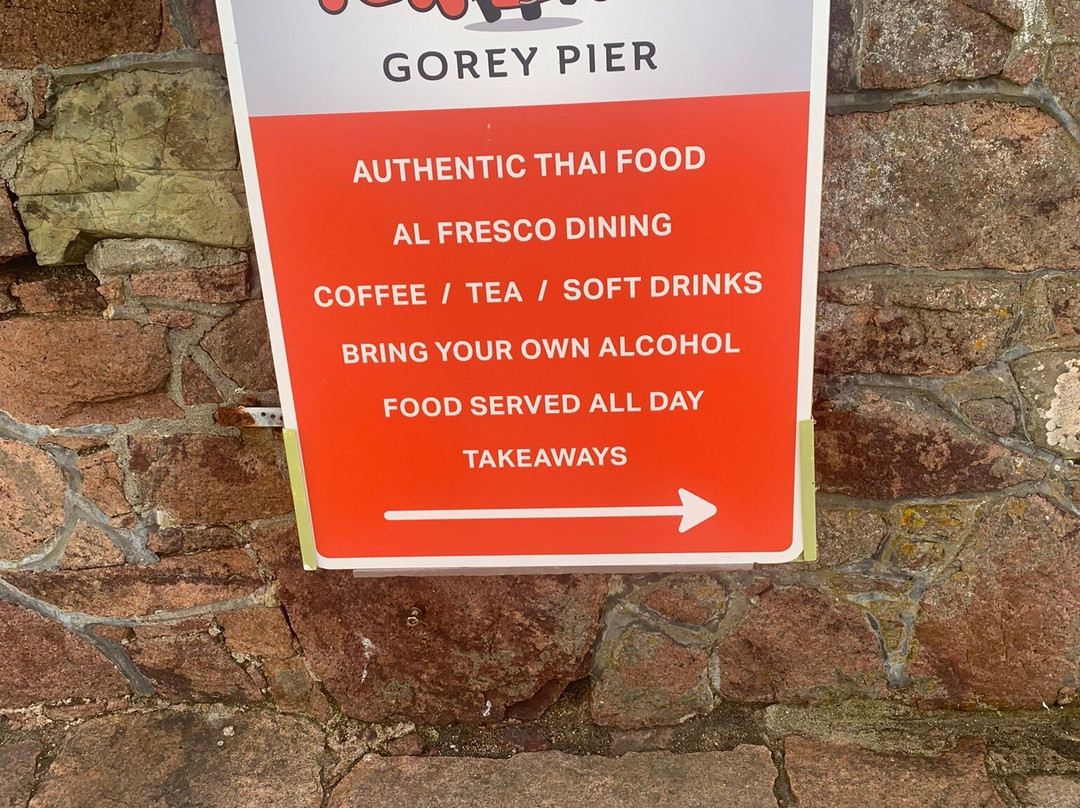 GOREY PIER
AUTHENTIC THAI FOOD
AL FRESCO DINING
COFFEE / TEA / SOFT DRINKS
BRING YOUR OWN ALCOHOL
FOOD SERVED ALL DAY
TAKEAWAYS